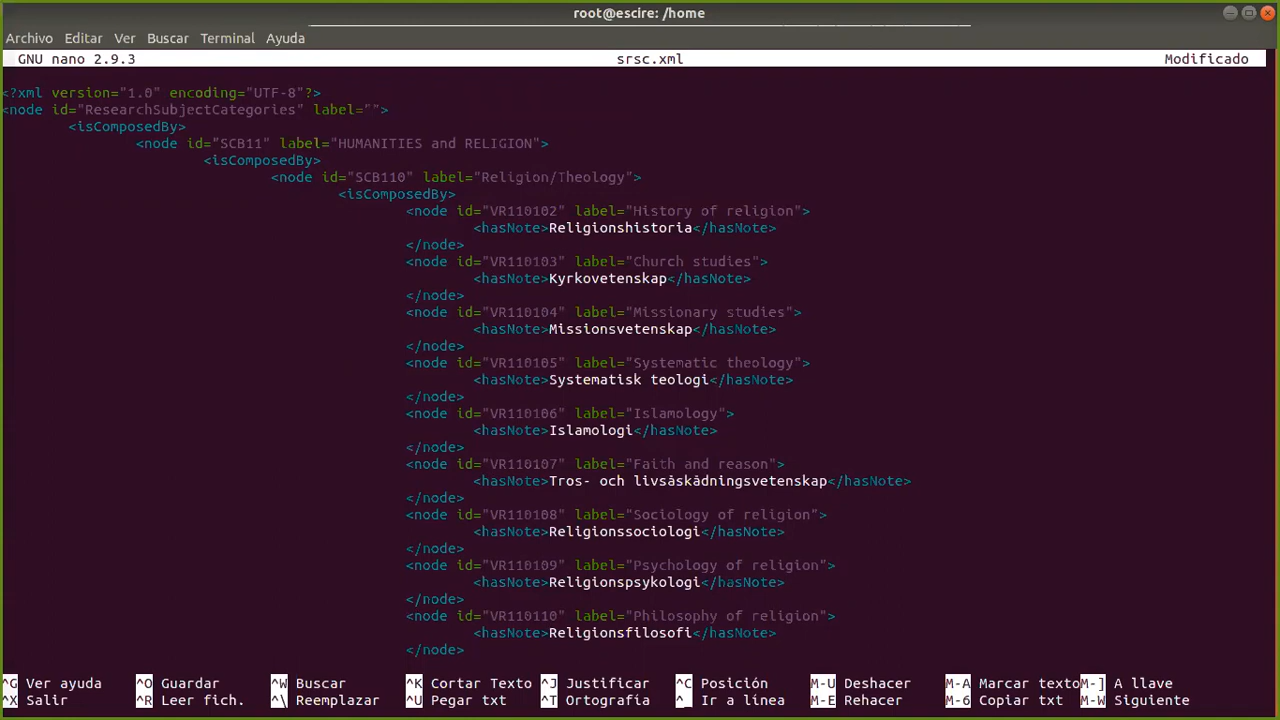 root@escire: /home
Archivo Editar Ver Buscar Terminal Ayuda
GNU nano 2.9.3 srsc.xml Modificado
<?xml version="1.0" encoding="UTF-8"?>
<node id="ResearchSubjectCategories" label="">
<isComposedBy>
<node id="SCB11" label="HUMANITIES and RELIGION">
<isComposedBy>
<node id="SCB110" label="Religion/Theology">
<isComposedBy>
<node id="VR110102" label="History of religion">
<hasNote>Religionshistoria</hasNote>
</node>
<node id="VR110103" label="Church studies">
<hasNote>Kyrkovetenskap</hasNote>
</node>
<node id="VR110104" label="Missionary studies">
<hasNote>Missionsvetenskap</hasNote>
</node>
<node id="VR110105" label="Systematic theology">
<hasNote>Systematisk teologi</hasNote>
</node>
<node id="VR110106" label="Islamology">
<hasNote>Islamologi</hasNote>
</node>
<node id="VR110107" label="Faith and reason">
<hasNote>Tros- och livsåskådningsvetenskap</hasNote>
</node>
<node id="VR110108" label="Sociology of religion">
<hasNote>Religionssociologi</hasNote>
</node>
<node id="VR110109" label="Psychology of religion">
<hasNote>Religionspsykologi</hasNote>
</node>
<node id="VR110110" label="Philosophy of religion">
<hasNote>Religionsfilosofi</hasNote>
</node>
^G Ver ayuda ^O Guardar ^W Buscar ^K Cortar Texto ^J Justificar ^C Posición M-U Deshacer M-A Marcar textoM-] A llave
^X Salir ^R Leer fich. ^\ Reemplazar ^U Pegar txt ^T Ortografía ^_ Ir a línea M-E Rehacer M-6 Copiar txt M-W Siguiente